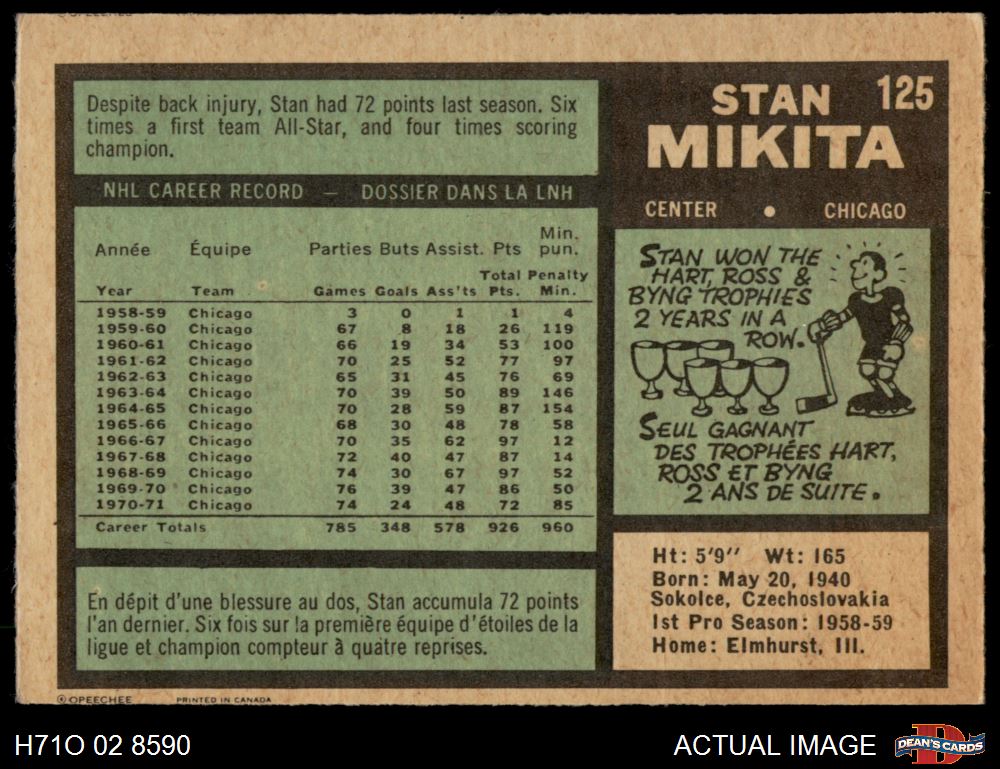 STAN 125
MIKITA
CENTER • CHICAGO
Despite back injury, Stan had 72 points last season. Six
times a first team All-Star, and four times scoring
champion.
NHL CAREER RECORD — DOSSIER DANS LA LNH
Année Équipe Parties Buts Assist. Pts Min. pun.
Year Team Games Goals Ass'ts Total Pts. Penalty Min.
1958-59 Chicago 3 0 1 1 4
1959-60 Chicago 67 8 18 26 119
1960-61 Chicago 66 19 34 53 100
1961-62 Chicago 70 25 52 77 97
1962-63 Chicago 65 31 45 76 69
1963-64 Chicago 70 39 50 89 146
1964-65 Chicago 70 28 59 87 154
1965-66 Chicago 68 30 48 78 58
1966-67 Chicago 70 35 62 97 12
1967-68 Chicago 72 40 47 87 14
1968-69 Chicago 74 30 67 97 52
1969-70 Chicago 76 39 47 86 50
1970-71 Chicago 74 24 48 72 85
Career Totals 785 348 578 926 960
En dépit d'une blessure au dos, Stan accumula 72 points
l'an dernier. Six fois sur la première équipe d'étoiles de la
ligue et champion compteur à quatre reprises.
STAN WON THE
HART, ROSS &
BYNG TROPHIES
2 YEARS IN A
ROW.
SEUL GAGNANT
DES TROPHÉES HART,
ROSS ET BYNG
2 ANS DE SUITE.
Ht: 5'9" Wt: 165
Born: May 20, 1940
Sokolce, Czechoslovakia
1st Pro Season: 1958-59
Home: Elmhurst, Ill.
© OPEECHEE PRINTED IN CANADA
H71O 02 8590
ACTUAL IMAGE
D
DEAN'S CARDS